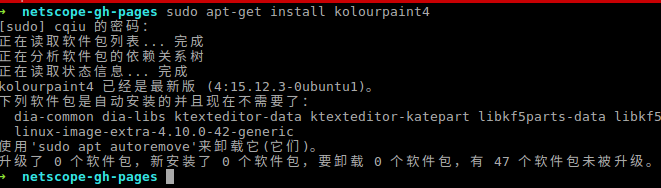 ➜  netscope-gh-pages sudo apt-get install kolourpaint4
[sudo] cqiu 的密码：
正在读取软件包列表... 完成
正在分析软件包的依赖关系树
正在读取状态信息... 完成
kolourpaint4 已经是最新版 (4:15.12.3-0ubuntu1)。
下列软件包是自动安装的并且现在不需要了：
  dia-common dia-libs ktexteditor-data ktexteditor-katepart libkf5parts-data libkf5
  linux-image-extra-4.10.0-42-generic
使用'sudo apt autoremove'来卸载它(它们)。
升级了 0 个软件包，新安装了 0 个软件包，要卸载 0 个软件包，有 47 个软件包未被升级。
➜  netscope-gh-pages